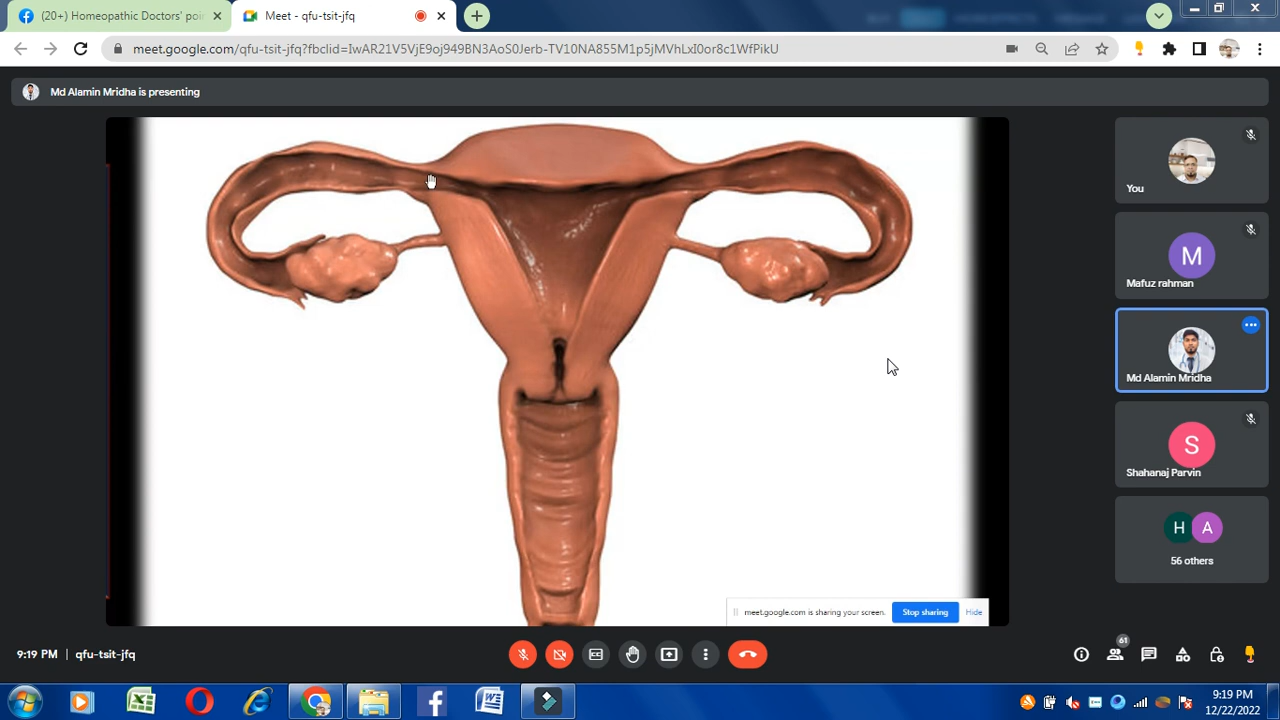 (20+) Homeopathic Doctors' poi
Meet - qfu-tsit-jfq
meet.google.com/qfu-tsit-jfq?fbclid=IwAR21V5VjE9oj949BN3AoS0Jerb-TV10NA855M1p5jMVhLxI0or8c1WfPikU
Md Alamin Mridha is presenting
You
M
Mafuz rahman
Md Alamin Mridha
S
Shahanaj Parvin
H A
56 others
meet.google.com is sharing your screen.
Stop sharing
Hide
9:19 PM | qfu-tsit-jfq
61
9:19 PM
12/22/2022